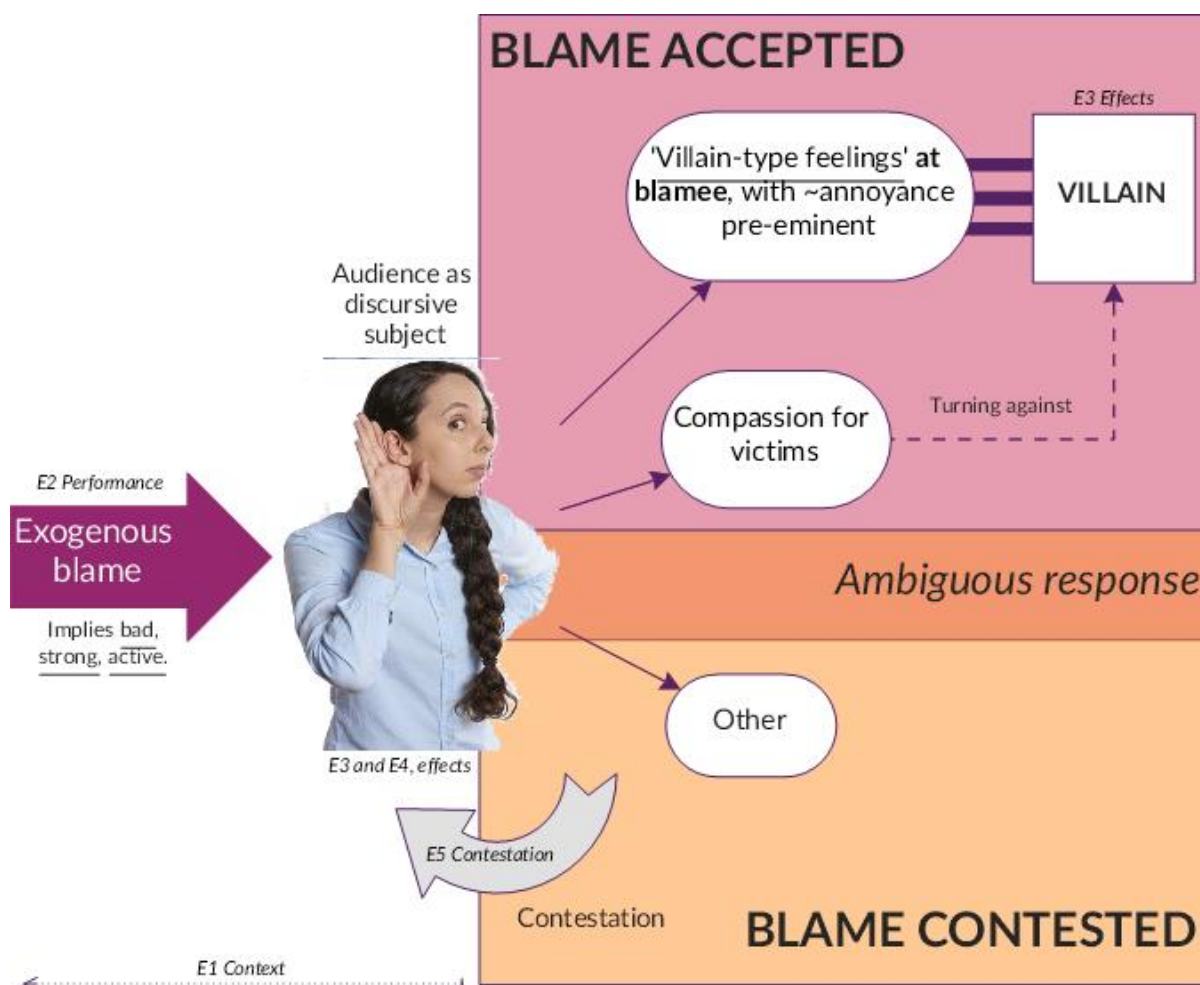 BLAME ACCEPTED
E3 Effects
'Villain-type feelings' at
blamee, with ~annoyance
pre-eminent
VILLAIN
Audience as
discursive
subject
Compassion for
victims
Turning against
E2 Performance
Exogenous
blame
Implies bad,
strong, active.
Ambiguous response
Other
E3 and E4, effects
E5 Contestation
Contestation
BLAME CONTESTED
E1 Context